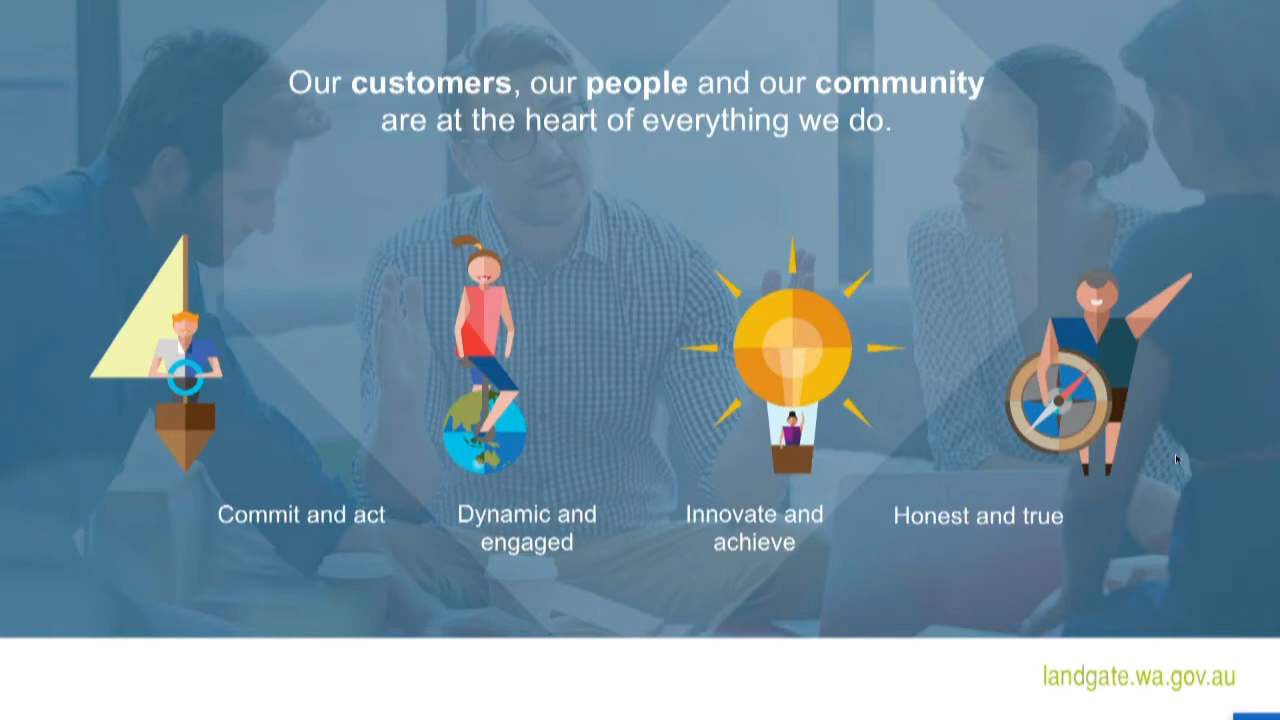 Our customers, our people and our community
are at the heart of everything we do.
Commit and act
Dynamic and
engaged
Innovate and
achieve
Honest and true
landgate.wa.gov.au